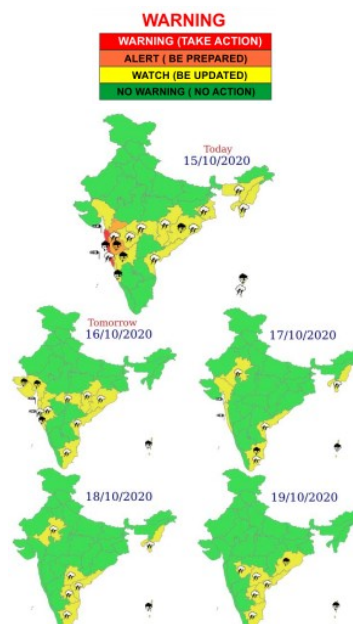 WARNING
WARNING (TAKE ACTION)
ALERT ( BE PREPARED)
WATCH (BE UPDATED)
NO WARNING ( NO ACTION)
Today
15/10/2020
Tomorrow
16/10/2020
17/10/2020
18/10/2020
19/10/2020